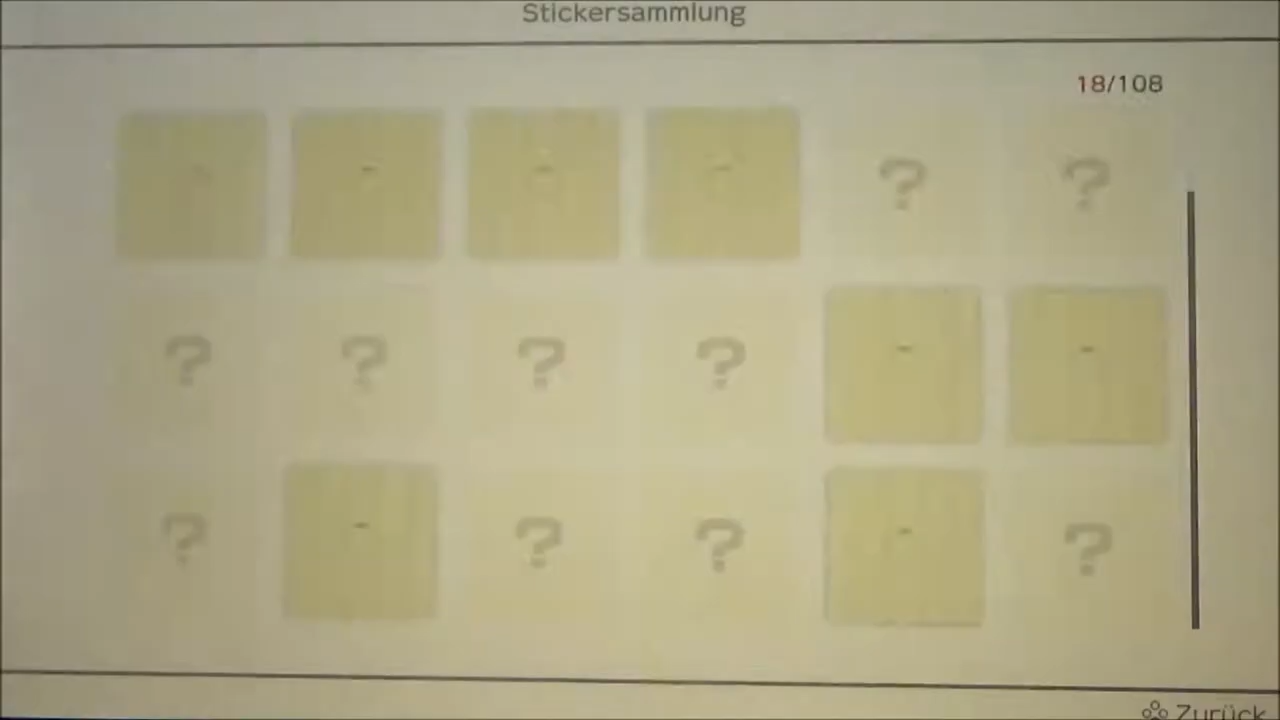 Stickersammlung
18/108
? ?
? ? ? ?
? ? ? ?
Zurück